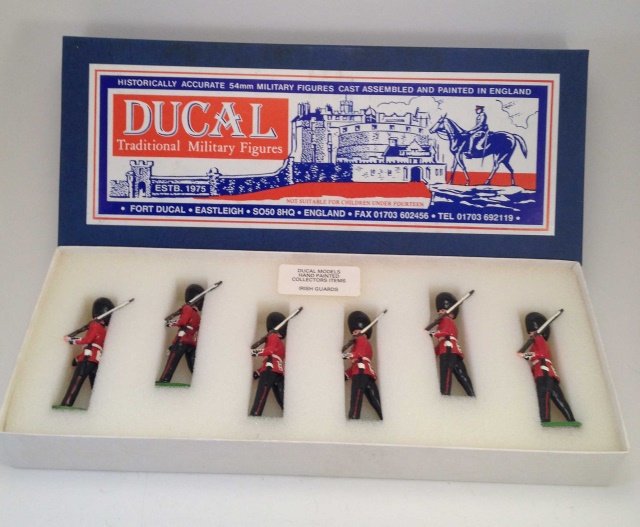 HISTORICALLY ACCURATE 54mm MILITARY FIGURES CAST ASSEMBLED AND PAINTED IN ENGLAND
DUCAL
Traditional Military Figures
ESTB. 1975
NOT SUITABLE FOR CHILDREN UNDER FOURTEEN
• FORT DUCAL • EASTLEIGH • SO50 8HQ • ENGLAND • FAX 01703 602456 • TEL 01703 692119 •
DUCAL MODELS
HAND PAINTED
COLLECTORS ITEMS
IRISH GUARDS